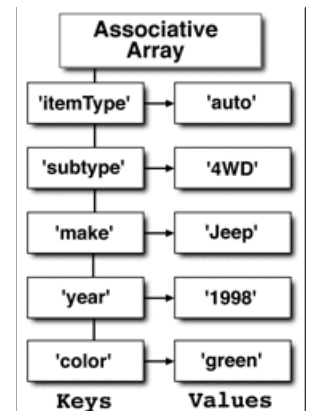 Associative
Array
'itemType' 'auto'
'subtype' '4WD'
'make' 'Jeep'
'year' '1998'
'color' 'green'
Keys Values